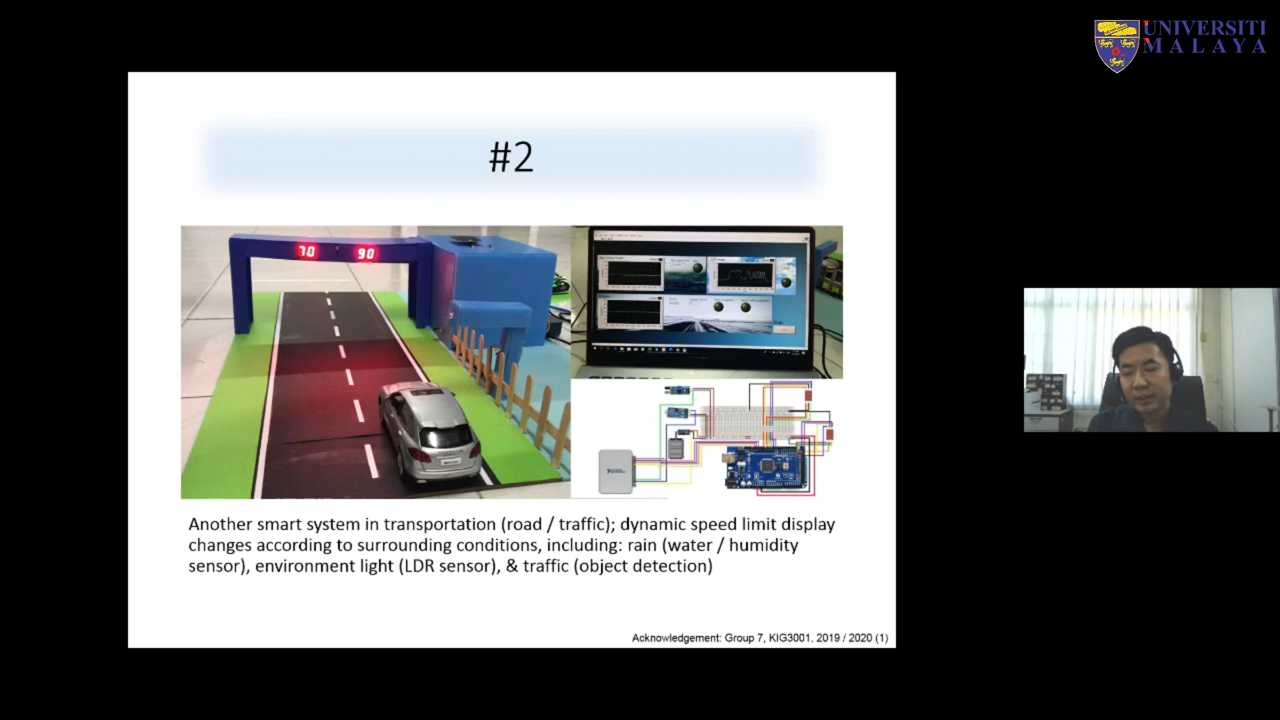 UNIVERSITI
MALAYA
#2
70 90
Another smart system in transportation (road / traffic); dynamic speed limit display
changes according to surrounding conditions, including: rain (water / humidity
sensor), environment light (LDR sensor), & traffic (object detection)
Acknowledgement: Group 7, KIG3001, 2019 / 2020 (1)